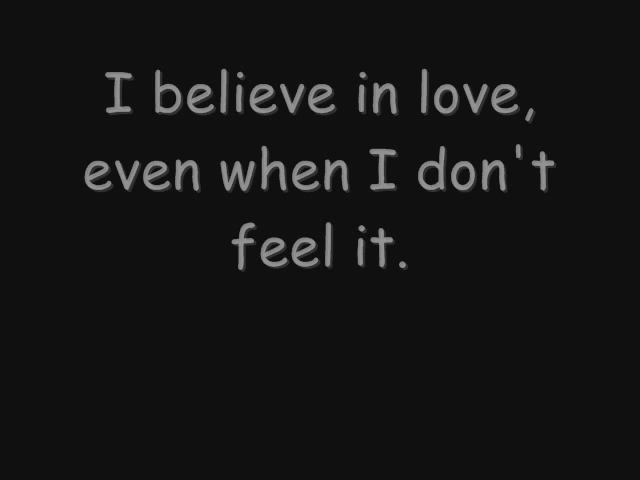 I believe in love,
even when I don't
feel it.